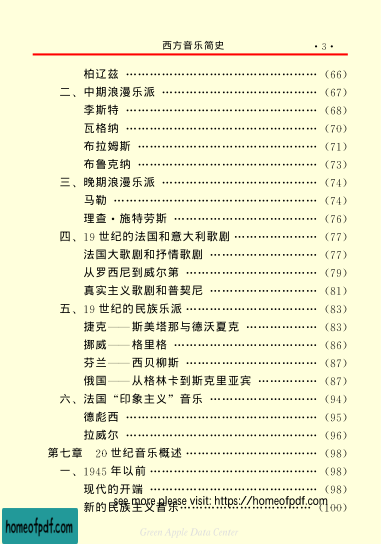 西方音乐简史 ·3·
柏辽兹 …………………………………… (66)
二、中期浪漫乐派 …………………………… (67)
李斯特 …………………………………… (68)
瓦格纳 …………………………………… (70)
布拉姆斯 ………………………………… (71)
布鲁克纳 ………………………………… (73)
三、晚期浪漫乐派 …………………………… (74)
马勒 ……………………………………… (74)
理查·施特劳斯 ………………………… (76)
四、19 世纪的法国和意大利歌剧 ……………… (77)
法国大歌剧和抒情歌剧 ………………… (77)
从罗西尼到威尔第 ……………………… (79)
真实主义歌剧和普契尼 ………………… (81)
五、19 世纪的民族乐派 ……………………… (83)
捷克——斯美塔那与德沃夏克 ………… (83)
挪威——格里格 ………………………… (86)
芬兰——西贝柳斯 ……………………… (87)
俄国——从格林卡到斯克里亚宾 ……… (87)
六、法国“印象主义”音乐 …………………… (94)
德彪西 …………………………………… (95)
拉威尔 …………………………………… (96)
第七章 20 世纪音乐概述 ……………………… (98)
一、1945 年以前 ……………………………… (98)
现代的开端 ……………………………… (98)
see more please visit: https://homeofpdf.com
新的民族主义音乐 ……………………… (100)
homeofpdf.com
Green Apple Data Center